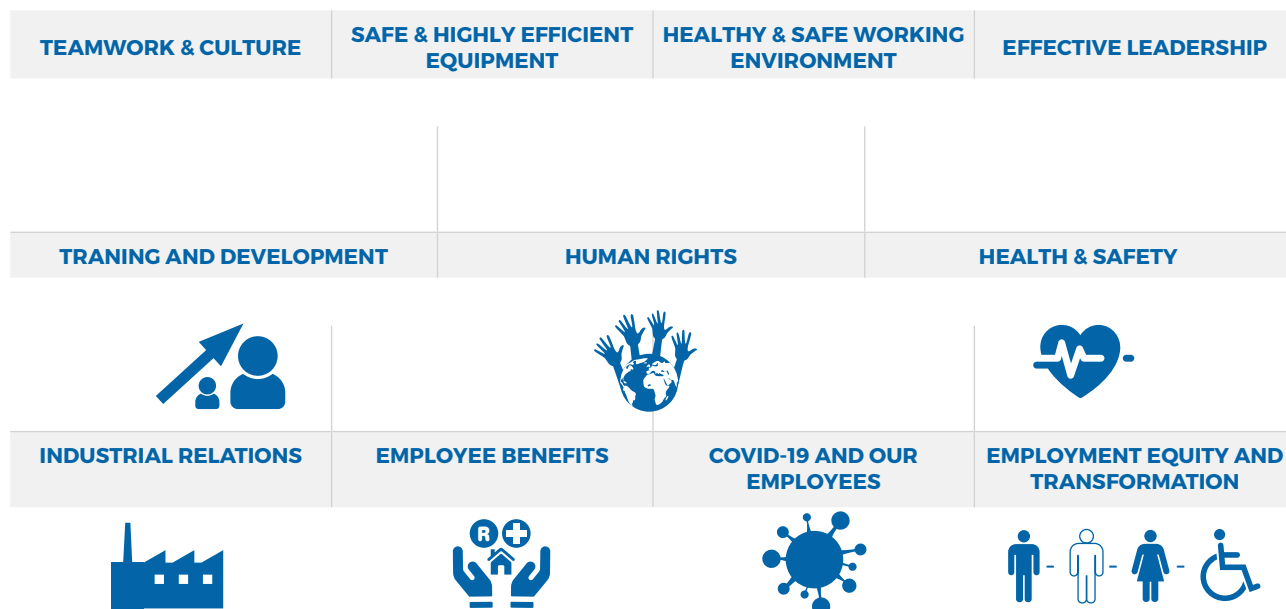 TEAMWORK & CULTURE
SAFE & HIGHLY EFFICIENT
EQUIPMENT
HEALTHY & SAFE WORKING
ENVIRONMENT
EFFECTIVE LEADERSHIP
TRANING AND DEVELOPMENT
HUMAN RIGHTS
HEALTH & SAFETY
INDUSTRIAL RELATIONS
EMPLOYEE BENEFITS
COVID-19 AND OUR
EMPLOYEES
EMPLOYMENT EQUITY AND
TRANSFORMATION
R